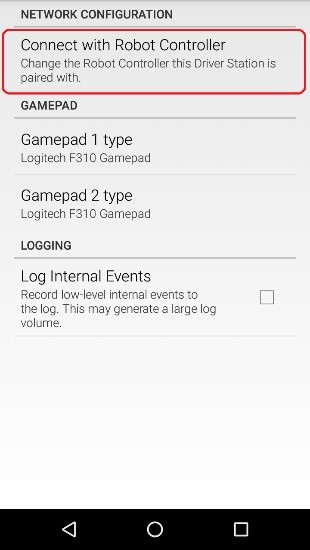 NETWORK CONFIGURATION
Connect with Robot Controller
Change the Robot Controller this Driver Station is
paired with.
GAMEPAD
Gamepad 1 type
Logitech F310 Gamepad
Gamepad 2 type
Logitech F310 Gamepad
LOGGING
Log Internal Events
Record low-level internal events to
the log. This may generate a large log
volume.